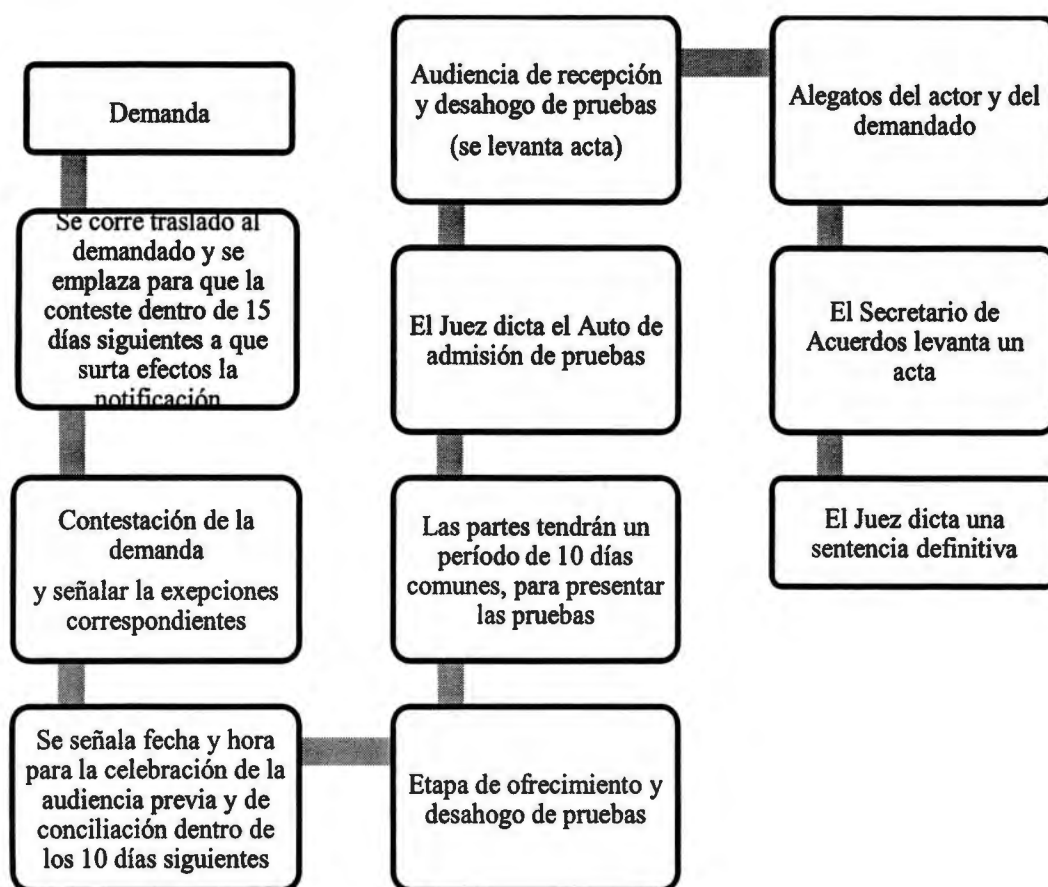 Demanda
Se corre traslado al
demandado y se
emplaza para que la
conteste dentro de 15
días siguientes a que
surta efectos la
notificación
Contestación de la
demanda
y señalar la exepciones
correspondientes
Se señala fecha y hora
para la celebración de la
audiencia previa y de
conciliación dentro de
los 10 días siguientes
Etapa de ofrecimiento y
desahogo de pruebas
Las partes tendrán un
período de 10 días
comunes, para presentar
las pruebas
El Juez dicta el Auto de
admisión de pruebas
Audiencia de recepción
y desahogo de pruebas
(se levanta acta)
Alegatos del actor y del
demandado
El Secretario de
Acuerdos levanta un
acta
El Juez dicta una
sentencia definitiva